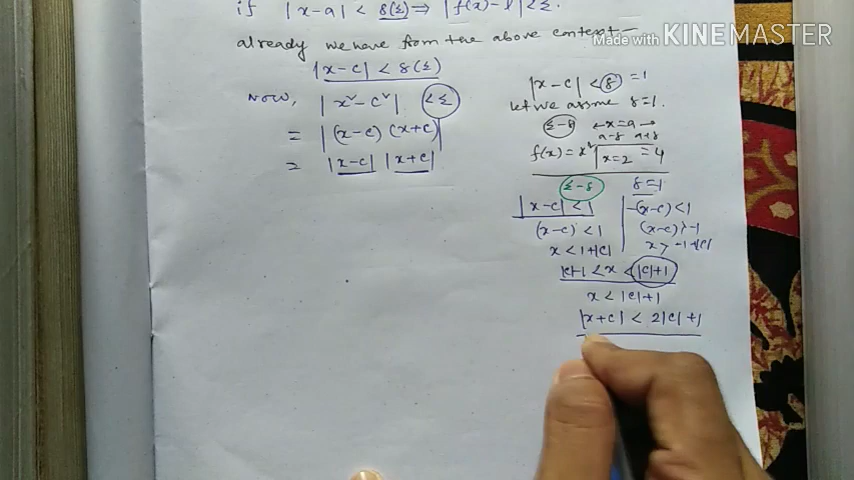 if |x-a| < δ(ε) ⇒ |f(x) - l| < ε.
already we have from the above context —
|x-c| < δ(ε)
Now, |x² - c²| < ε
= |(x-c) (x+c)|
= |x-c| |x+c|
Made with KINEMASTER
|x-c| < δ = 1
let we assume δ=1.
ε-δ ← x=a →
a-δ a+δ
f(x) = x² | x=2 = 4
ε-δ δ=1
|x-c| < 1 -(x-c) < 1
(x-c) < 1 (x-c) > -1
x < 1+|c| x > -1+|c|
|c|-1 < x < |c|+1
x < |c|+1
|x+c| < 2|c| + 1